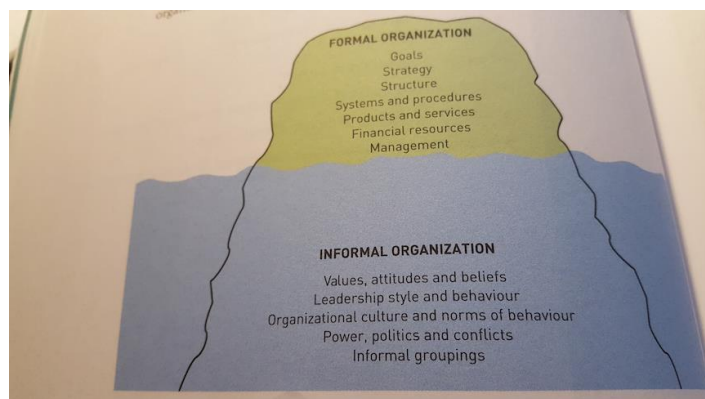 FORMAL ORGANIZATION
Goals
Strategy
Structure
Systems and procedures
Products and services
Financial resources
Management
INFORMAL ORGANIZATION
Values, attitudes and beliefs
Leadership style and behaviour
Organizational culture and norms of behaviour
Power, politics and conflicts
Informal groupings